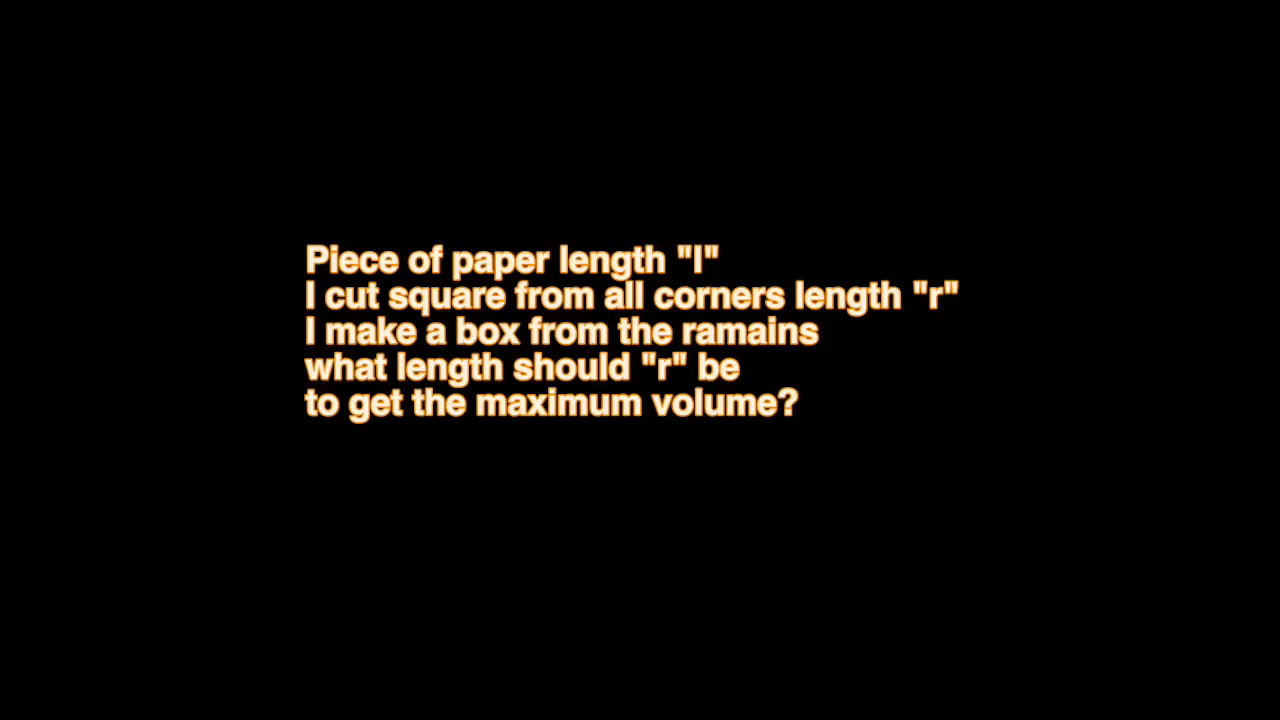 Piece of paper length "l"
I cut square from all corners length "r"
I make a box from the ramains
what length should "r" be
to get the maximum volume?